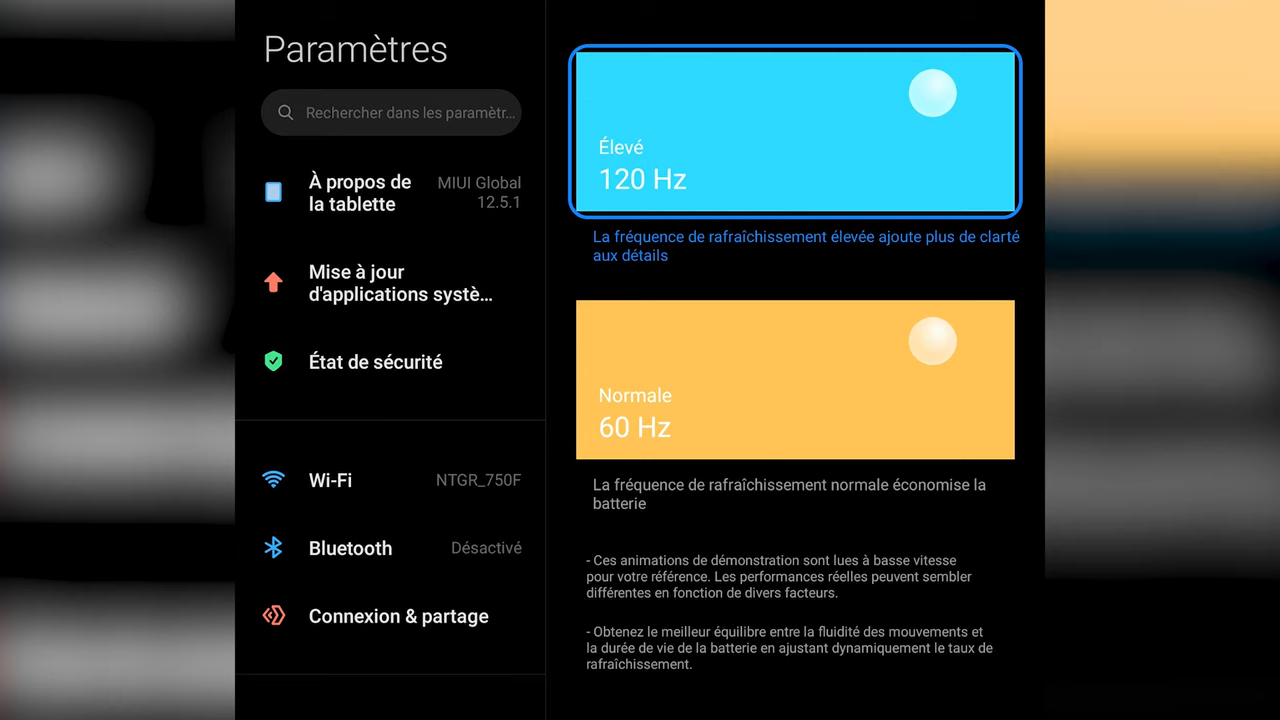 Paramètres
Rechercher dans les paramètr...
À propos de
la tablette
MIUI Global
12.5.1
Mise à jour
d'applications systè...
État de sécurité
Wi-Fi
NTGR_750F
Bluetooth
Désactivé
Connexion & partage
Élevé
120 Hz
La fréquence de rafraîchissement élevée ajoute plus de clarté
aux détails
Normale
60 Hz
La fréquence de rafraîchissement normale économise la
batterie
- Ces animations de démonstration sont lues à basse vitesse
pour votre référence. Les performances réelles peuvent sembler
différentes en fonction de divers facteurs.
- Obtenez le meilleur équilibre entre la fluidité des mouvements et
la durée de vie de la batterie en ajustant dynamiquement le taux de
rafraîchissement.